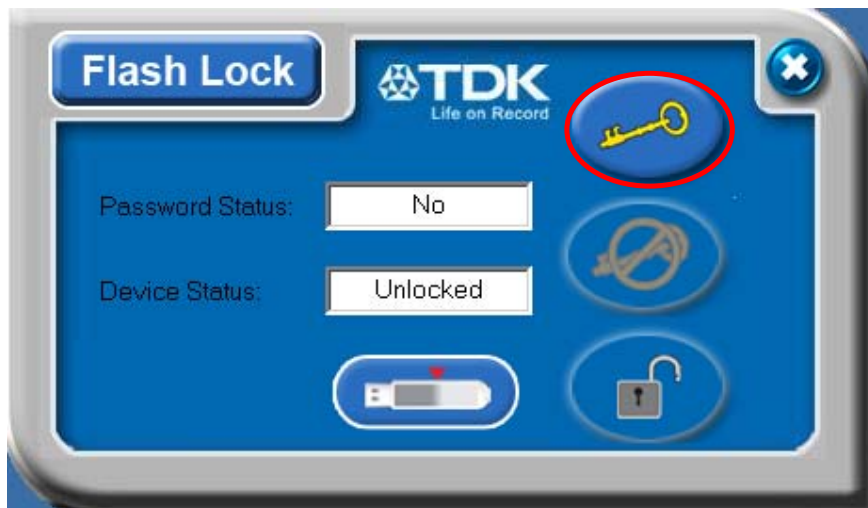 Flash Lock
TDK
Life on Record
Password Status:
No
Device Status:
Unlocked